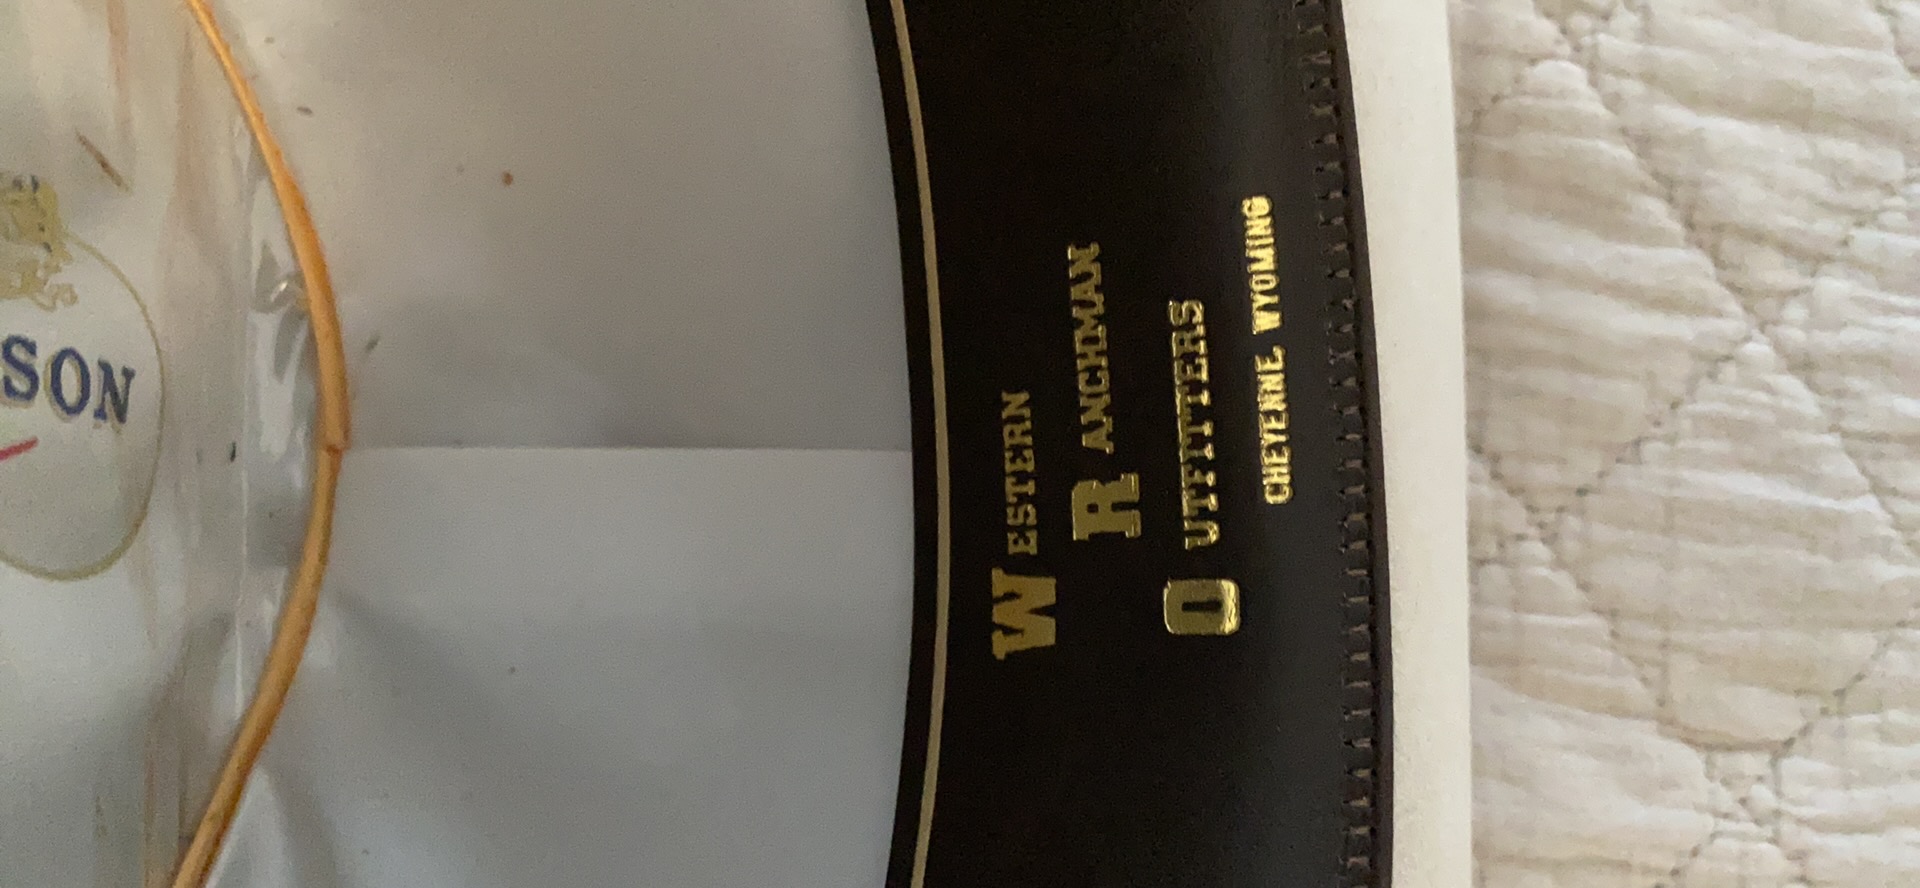 SON
WESTERN
RANCHMAN
OUTFITTERS
CHEYENNE, WYOMING